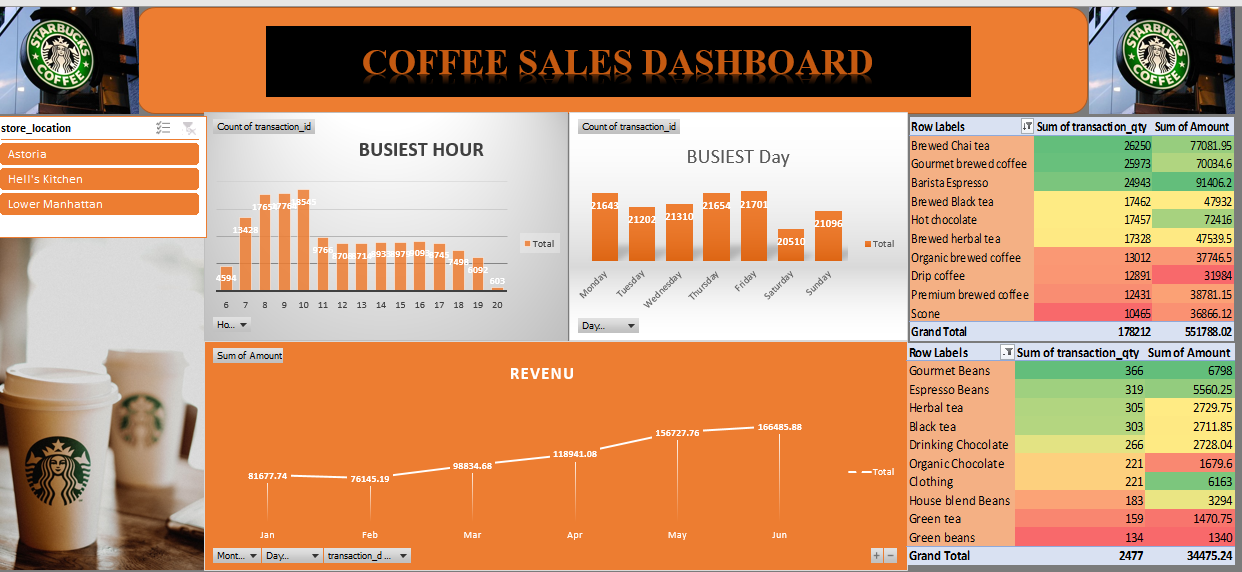 STARBUCKS
COFFEE
COFFEE SALES DASHBOARD
STARBUCKS
COFFEE
store_location
Astoria
Hell's Kitchen
Lower Manhattan
Count of transaction_id
BUSIEST HOUR
4594
13428
18545
603
6 7 8 9 10 11 12 13 14 15 16 17 18 19 20
Total
Ho...
Count of transaction_id
BUSIEST Day
21643 21202 21310 21654 21701 20510 21096
Monday Tuesday Wednesday Thursday Friday Saturday Sunday
Total
Day...
Sum of Amount
REVENU
81677.74 76145.19 98834.68 118941.08 156727.76 166485.88
Jan Feb Mar Apr May Jun
Total
Mont... Day... transaction_d ...
Row Labels Sum of transaction_qty Sum of Amount
Brewed Chai tea 26250 77081.95
Gourmet brewed coffee 25973 70034.6
Barista Espresso 24943 91406.2
Brewed Black tea 17462 47932
Hot chocolate 17457 72416
Brewed herbal tea 17328 47539.5
Organic brewed coffee 13012 37746.5
Drip coffee 12891 31984
Premium brewed coffee 12431 38781.15
Scone 10465 36866.12
Grand Total 178212 551788.02
Row Labels Sum of transaction_qty Sum of Amount
Gourmet Beans 366 6798
Espresso Beans 319 5560.25
Herbal tea 305 2729.75
Black tea 303 2711.85
Drinking Chocolate 266 2728.04
Organic Chocolate 221 1679.6
Clothing 221 6163
House blend Beans 183 3294
Green tea 159 1470.75
Green beans 134 1340
Grand Total 2477 34475.24